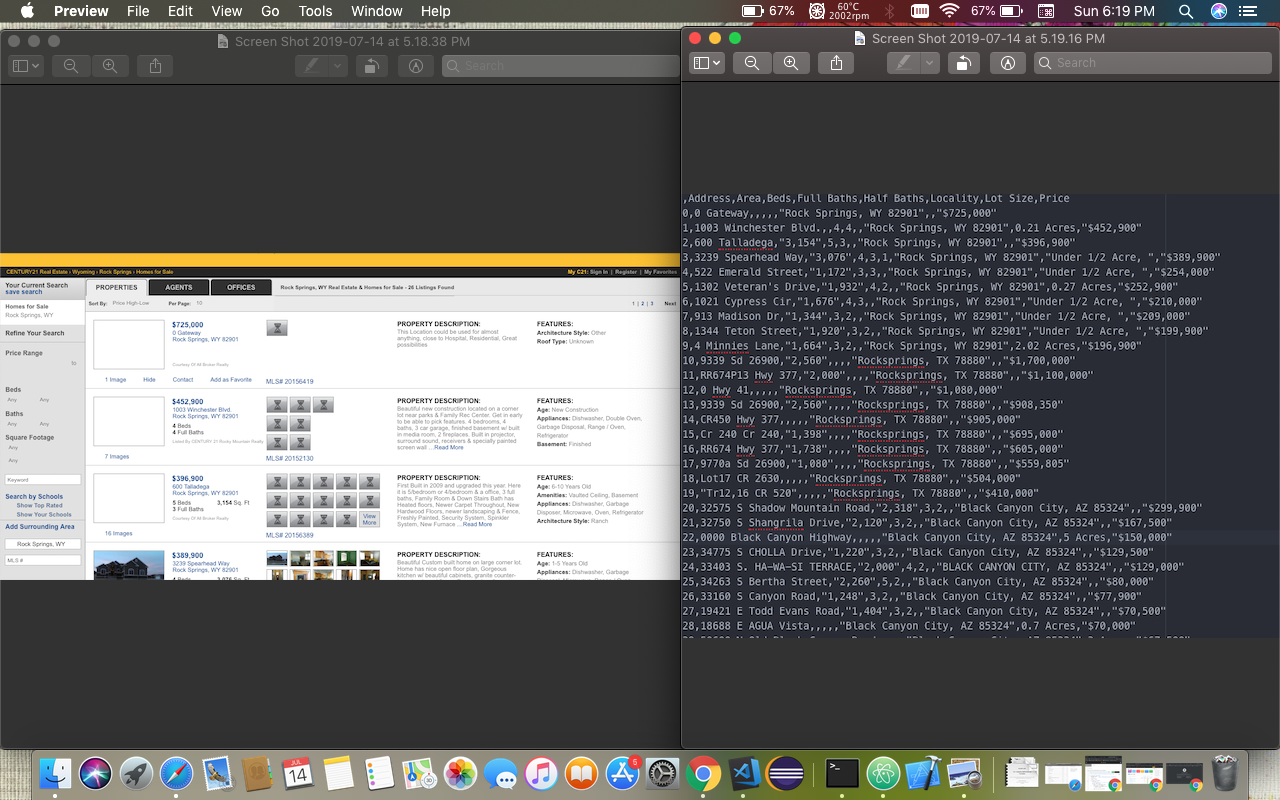 Preview File Edit View Go Tools Window Help 67% 60°C 2002rpm 67% Sun 6:19 PM
Screen Shot 2019-07-14 at 5.18.38 PM
Search
CENTURY21 Real Estate › Wyoming › Rock Springs › Homes for Sale
My C21: Sign In | Register | My Favorites
Your Current Search
save search
Homes for Sale
Rock Springs, WY
Refine Your Search
Price Range
to
Beds
Any Any
Baths
Any Any
Square Footage
Any
Any
Keyword
Search by Schools
Show Top Rated
Show Your Schools
Add Surrounding Area
Rock Springs, WY
MLS #
PROPERTIES AGENTS OFFICES
Rock Springs, WY Real Estate & Homes for Sale - 26 Listings Found
Sort By: Price High-Low Per Page: 10
1 | 2 | 3 Next
$725,000
0 Gateway
Rock Springs, WY 82901
Courtesy Of All Broker Realty
1 Image Hide Contact Add as Favorite
MLS# 20156419
PROPERTY DESCRIPTION:
This Location could be used for almost
anything, close to Hospital, Residential, Great
possibilities
FEATURES:
Architecture Style: Other
Roof Type: Unknown
$452,900
1003 Winchester Blvd.
Rock Springs, WY 82901
4 Beds
4 Full Baths
Listed By CENTURY 21 Rocky Mountain Realty
7 Images
MLS# 20152130
PROPERTY DESCRIPTION:
Beautiful new construction located on a corner
lot near parks & Family Rec Center. Get in early
to be able to pick features. 4 bedrooms, 4
baths, 3 car garage, finished basement w/ built
in media room, 2 fireplaces. Built in projector,
surround sound, receivers & specialty painted
screen wall ...Read More
FEATURES:
Age: New Construction
Appliances: Dishwasher, Double Oven,
Garbage Disposal, Range / Oven,
Refrigerator
Basement: Finished
$396,900
600 Talladega
Rock Springs, WY 82901
5 Beds 3,154 Sq. Ft
3 Full Baths
Courtesy Of All Broker Realty
16 Images
View
More
MLS# 20156389
PROPERTY DESCRIPTION:
First Built in 2009 and upgraded this year. Here
it is 5/bedroom or 4/bedroom & a office, 3 full
baths, Family Room & Down Stairs Bath has
Heated floors, Newer Carpet Throughout, New
Hardwood floors, newer landscaping & Fence,
Freshly Painted, Security System, Sprinkler
System, New Furnace ...Read More
FEATURES:
Age: 6-10 Years Old
Amenities: Vaulted Ceiling, Basement
Appliances: Dishwasher, Garbage
Disposal, Microwave, Oven, Refrigerator
Architecture Style: Ranch
$389,900
3239 Spearhead Way
Rock Springs, WY 82901
PROPERTY DESCRIPTION:
Beautiful Custom built home on large corner lot.
Home has nice open floor plan. Gorgeous
kitchen w/ beautiful cabinets, granite counter-
FEATURES:
Age: 1-5 Years Old
Appliances: Dishwasher, Garbage
Screen Shot 2019-07-14 at 5.19.16 PM
Search
,Address,Area,Beds,Full Baths,Half Baths,Locality,Lot Size,Price
0,0 Gateway,,,,,"Rock Springs, WY 82901",,"$725,000"
1,1003 Winchester Blvd.,,4,4,,"Rock Springs, WY 82901",0.21 Acres,"$452,900"
2,600 Talladega,"3,154",5,3,,"Rock Springs, WY 82901",,"$396,900"
3,3239 Spearhead Way,"3,076",4,3,1,"Rock Springs, WY 82901","Under 1/2 Acre, ","$389,900"
4,522 Emerald Street,"1,172",3,3,,"Rock Springs, WY 82901","Under 1/2 Acre, ","$254,000"
5,1302 Veteran's Drive,"1,932",4,2,,"Rock Springs, WY 82901",0.27 Acres,"$252,900"
6,1021 Cypress Cir,"1,676",4,3,,"Rock Springs, WY 82901","Under 1/2 Acre, ","$210,000"
7,913 Madison Dr,"1,344",3,2,,"Rock Springs, WY 82901","Under 1/2 Acre, ","$209,000"
8,1344 Teton Street,"1,920",3,2,,"Rock Springs, WY 82901","Under 1/2 Acre, ","$199,900"
9,4 Minnies Lane,"1,664",3,2,,"Rock Springs, WY 82901",2.02 Acres,"$196,900"
10,9339 Sd 26900,"2,560",,,,"Rocksprings, TX 78880",,"$1,700,000"
11,RR674P13 Hwy 377,"2,000",,,,"Rocksprings, TX 78880",,"$1,100,000"
12,0 Hwy 41,,,,,"Rocksprings, TX 78880",,"$1,080,000"
13,9339 Sd 26900,"2,560",,,,"Rocksprings, TX 78880",,"$908,350"
14,CR450 Hwy 377,,,,,"Rocksprings, TX 78880",,"$905,000"
15,Cr 240 Cr 240,"1,398",,,,"Rocksprings, TX 78880",,"$695,000"
16,RR674 Hwy 377,"1,738",,,,"Rocksprings, TX 78880",,"$605,000"
17,9770a Sd 26900,"1,080",,,,"Rocksprings, TX 78880",,"$559,805"
18,Lot17 CR 2630,,,,,"Rocksprings, TX 78880",,"$504,000"
19,"Tr12,16 CR 520",,,,,"Rocksprings, TX 78880",,"$410,000"
20,32575 S Shadow Mountain Road,"2,318",3,2,,"Black Canyon City, AZ 85324",,"$299,900"
21,32750 S Shangrila Drive,"2,120",3,2,,"Black Canyon City, AZ 85324",,"$167,500"
22,0000 Black Canyon Highway,,,,,"Black Canyon City, AZ 85324",5 Acres,"$150,000"
23,34775 S CHOLLA Drive,"1,220",3,2,,"Black Canyon City, AZ 85324",,"$129,500"
24,33403 S. HA-WA-SI TERRACE,"2,000",4,2,,"BLACK CANYON CITY, AZ 85324",,"$129,000"
25,34263 S Bertha Street,"2,260",5,2,,"Black Canyon City, AZ 85324",,"$80,000"
26,33160 S Canyon Road,"1,248",3,2,,"Black Canyon City, AZ 85324",,"$77,900"
27,19421 E Todd Evans Road,"1,404",3,2,,"Black Canyon City, AZ 85324",,"$70,500"
28,18688 E AGUA Vista,,,,,"Black Canyon City, AZ 85324",0.7 Acres,"$70,000"
JUL
14
6